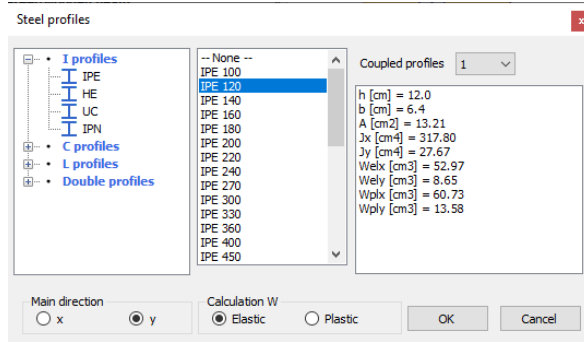 Steel profiles
x
I profiles
IPE
HE
UC
IPN
C profiles
L profiles
Double profiles
-- None --
IPE 100
IPE 120
IPE 140
IPE 160
IPE 180
IPE 200
IPE 220
IPE 240
IPE 270
IPE 300
IPE 330
IPE 360
IPE 400
IPE 450
Coupled profiles 1
h [cm] = 12.0
b [cm] = 6.4
A [cm2] = 13.21
Jx [cm4] = 317.80
Jy [cm4] = 27.67
Welx [cm3] = 52.97
Wely [cm3] = 8.65
Wplx [cm3] = 60.73
Wply [cm3] = 13.58
Main direction
x y
Calculation W
Elastic Plastic
OK
Cancel